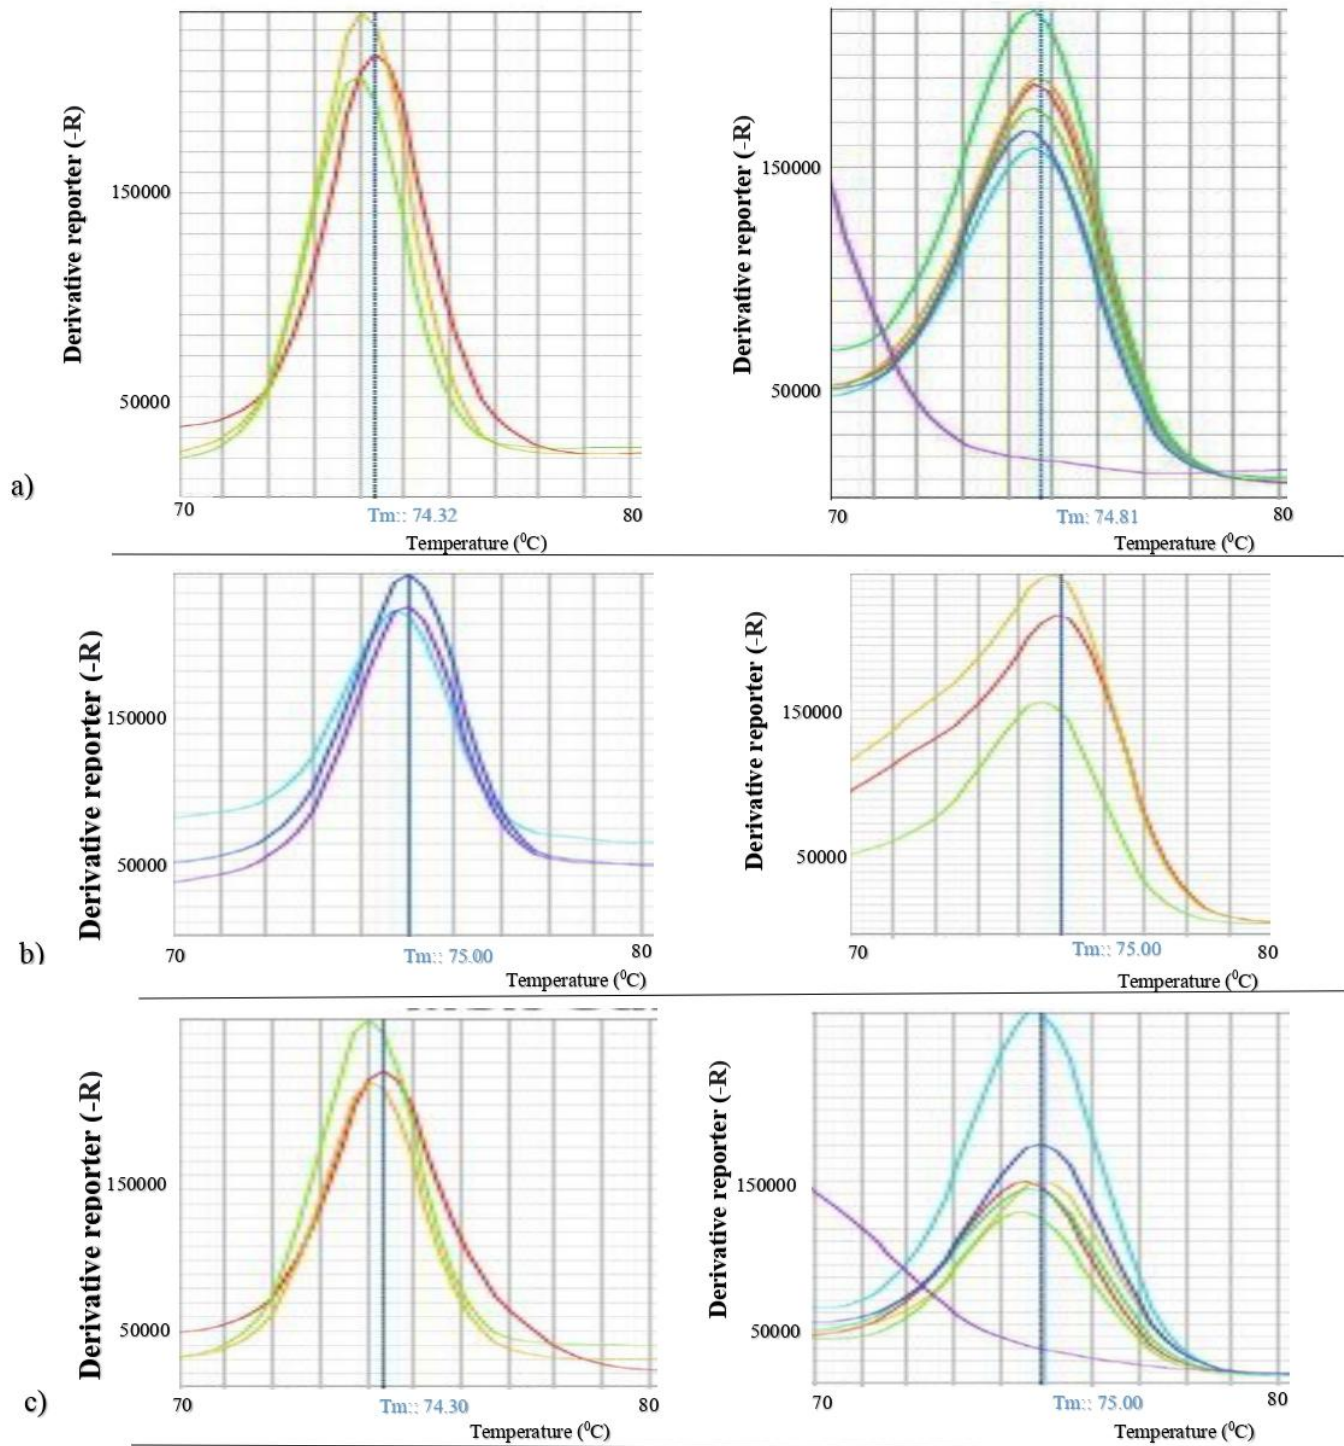 Derivative reporter (-R)
150000
50000
70
80
Tm:: 74.32
Temperature (⁰C)
Derivative reporter (-R)
150000
50000
70
80
Tm: 74.81
Temperature (⁰C)
a)
Derivative reporter (-R)
150000
50000
70
80
Tm:: 75.00
Temperature (⁰C)
Derivative reporter (-R)
150000
50000
70
80
Tm:: 75.00
Temperature (⁰C)
b)
Derivative reporter (-R)
150000
50000
70
80
Tm:: 74.30
Temperature (⁰C)
Derivative reporter (-R)
150000
50000
70
80
Tm:: 75.00
Temperature (⁰C)
c)